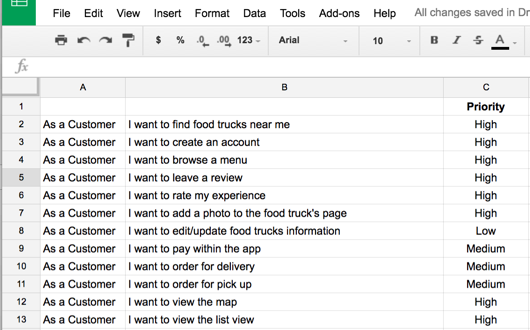 File Edit View Insert Format Data Tools Add-ons Help All changes saved in Dr
$ % .0 .00 123 Arial 10 B I S A
fx
A B C
1 Priority
2 As a Customer I want to find food trucks near me High
3 As a Customer I want to create an account High
4 As a Customer I want to browse a menu High
5 As a Customer I want to leave a review High
6 As a Customer I want to rate my experience High
7 As a Customer I want to add a photo to the food truck's page High
8 As a Customer I want to edit/update food trucks information Low
9 As a Customer I want to pay within the app Medium
10 As a Customer I want to order for delivery Medium
11 As a Customer I want to order for pick up Medium
12 As a Customer I want to view the map High
13 As a Customer I want to view the list view High